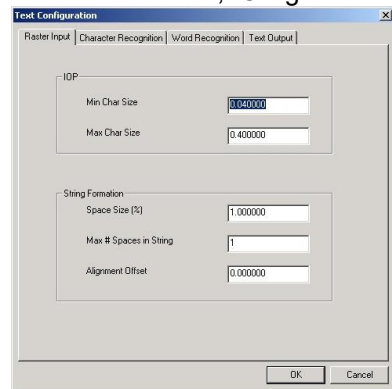 Text Configuration
Raster Input Character Recognition Word Recognition Text Output
IOP
Min Char Size 0.040000
Max Char Size 0.400000
String Formation
Space Size (%) 1.000000
Max # Spaces in String 1
Alignment Offset 0.000000
OK Cancel